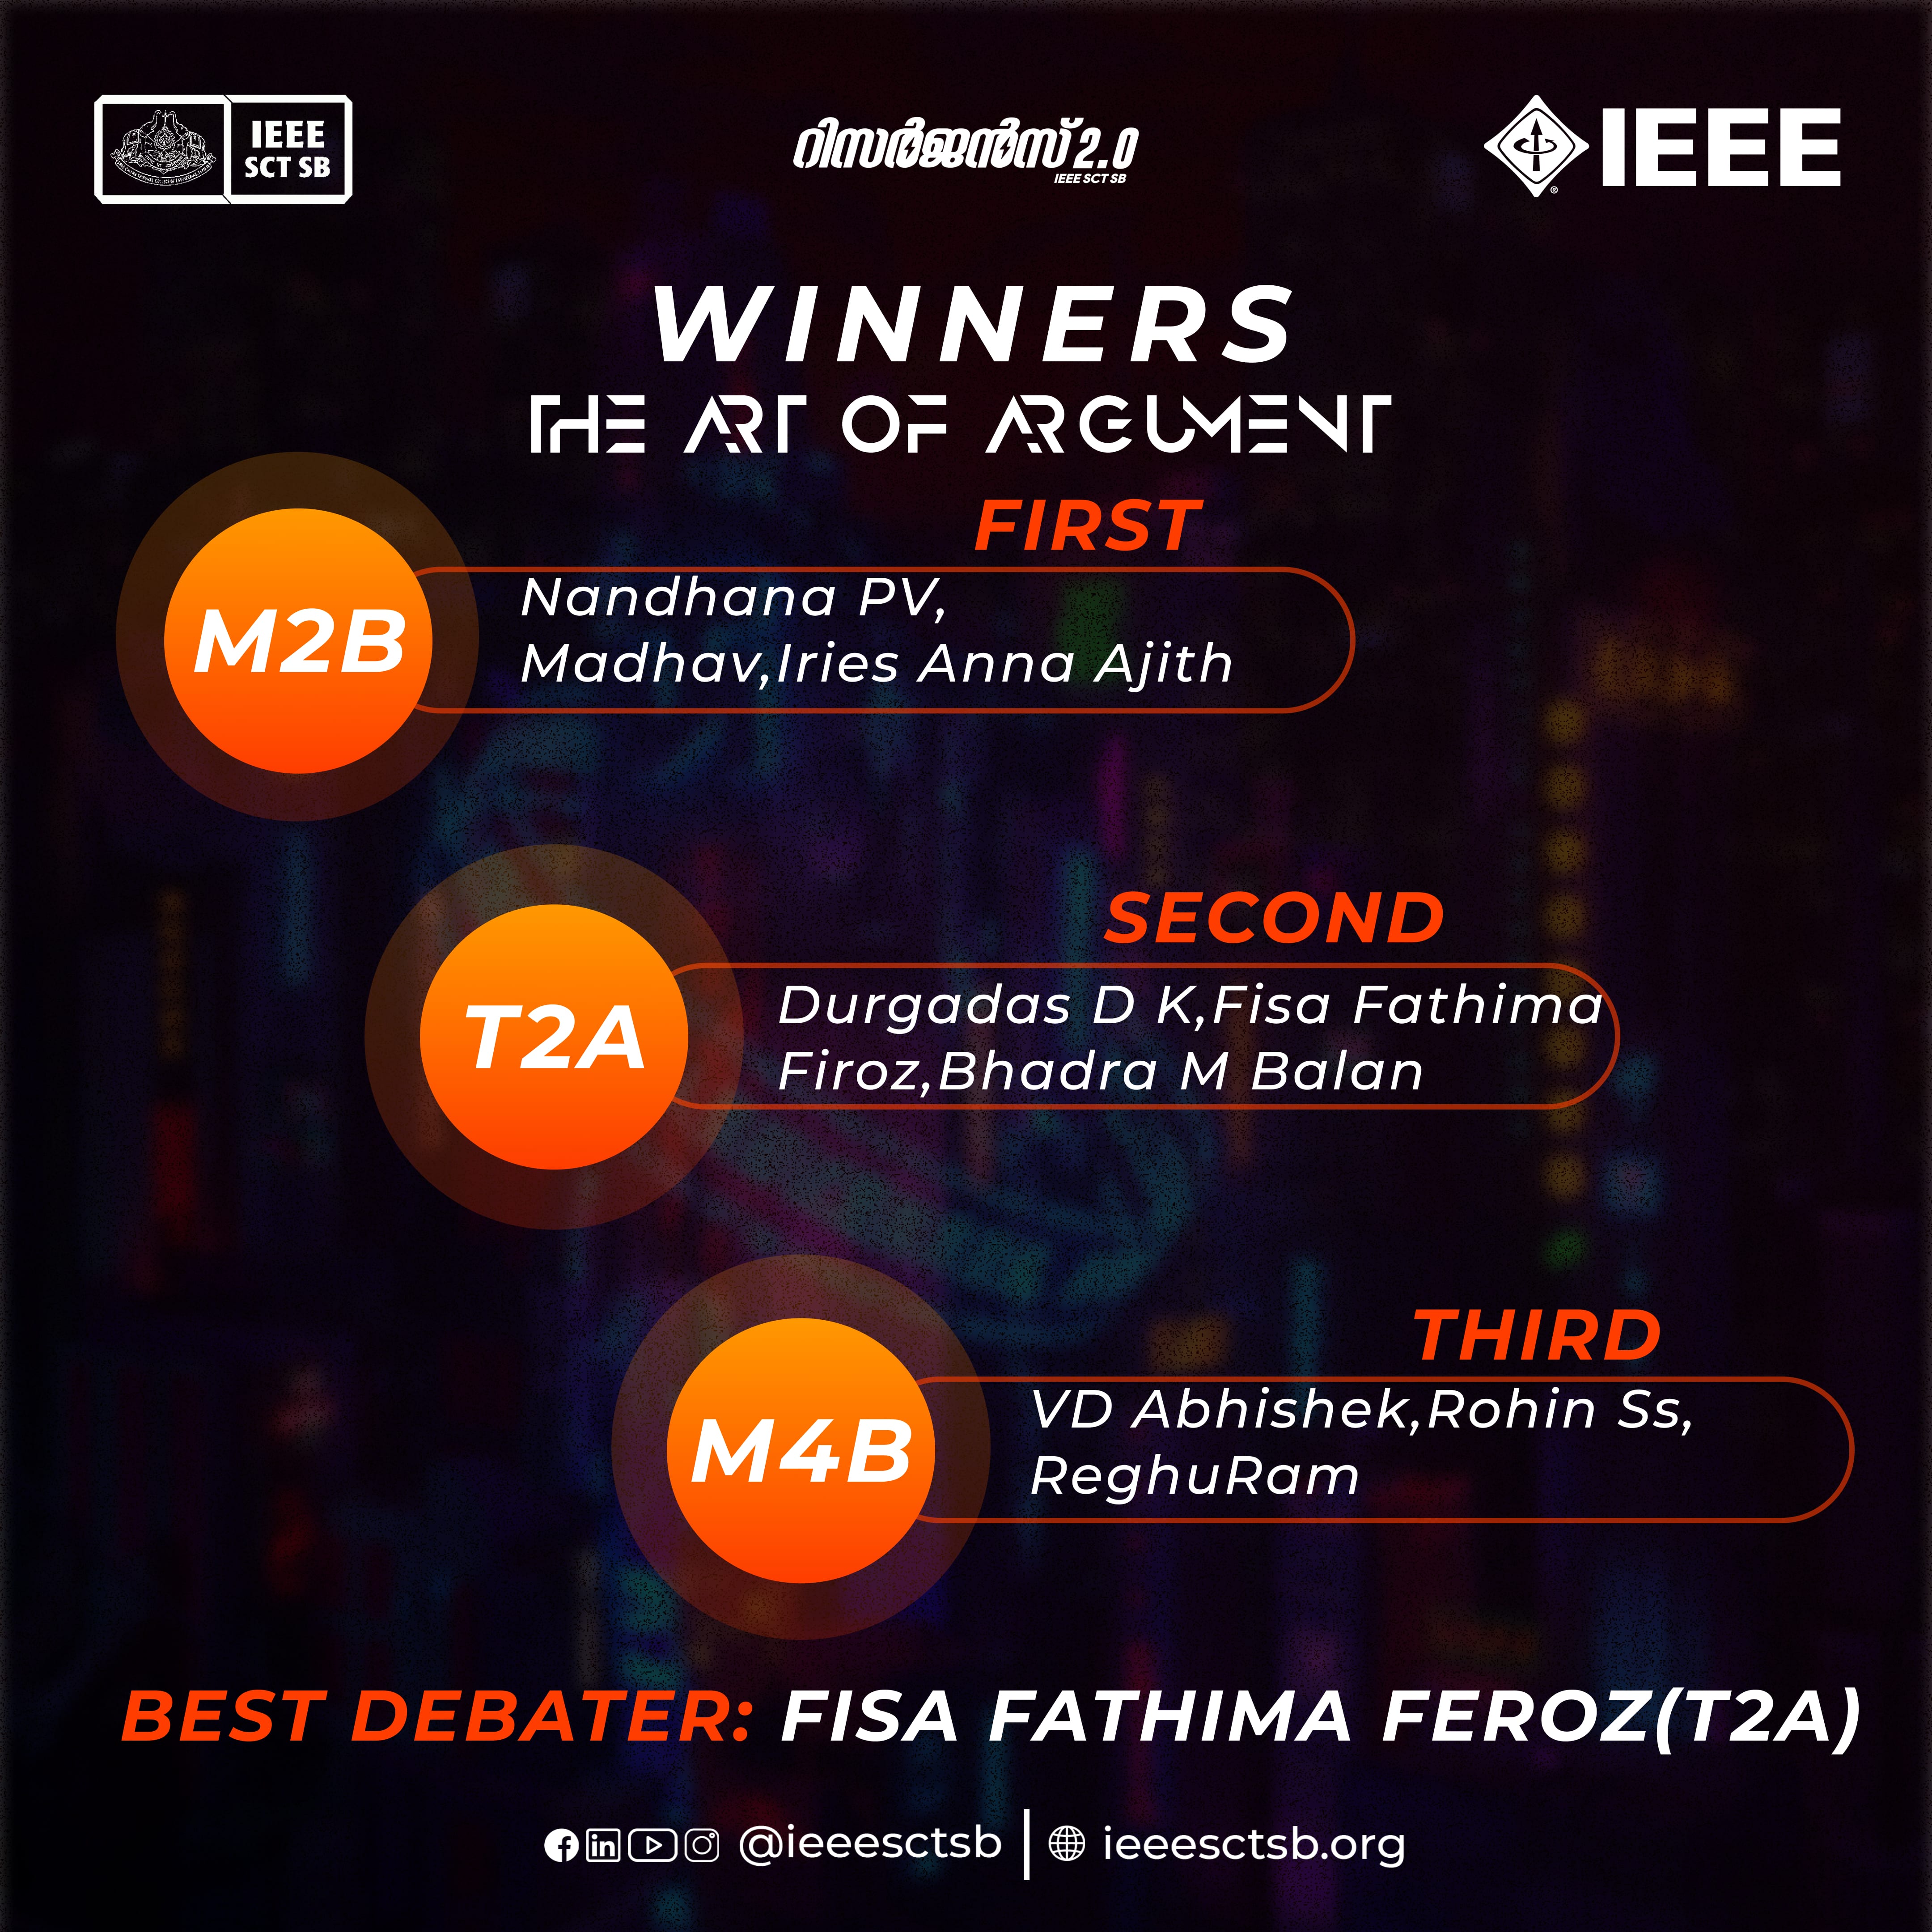 IEEE
SCT SB
റിസർജൻസ് 2.0
IEEE SCT SB
IEEE
WINNERS
THE ART OF ARGUMENT
FIRST
M2B
Nandhana PV,
Madhav,Iries Anna Ajith
SECOND
T2A
Durgadas D K,Fisa Fathima
Firoz,Bhadra M Balan
THIRD
M4B
VD Abhishek,Rohin Ss,
ReghuRam
BEST DEBATER: FISA FATHIMA FEROZ(T2A)
@ieeesctsb | ieeesctsb.org